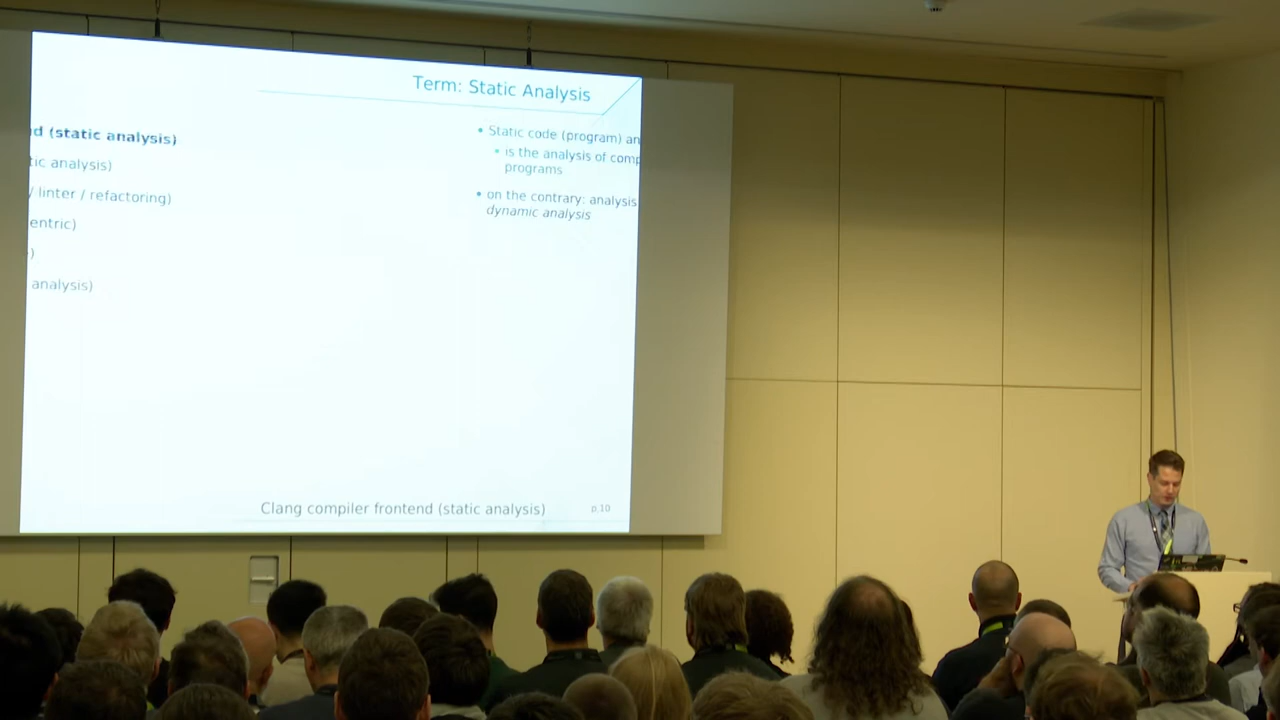 Term: Static Analysis
d (static analysis)
tic analysis)
/ linter / refactoring)
entric)
)
analysis)
• Static code (program) an
• is the analysis of comp
programs
• on the contrary: analysis
dynamic analysis
Clang compiler frontend (static analysis)
p.10